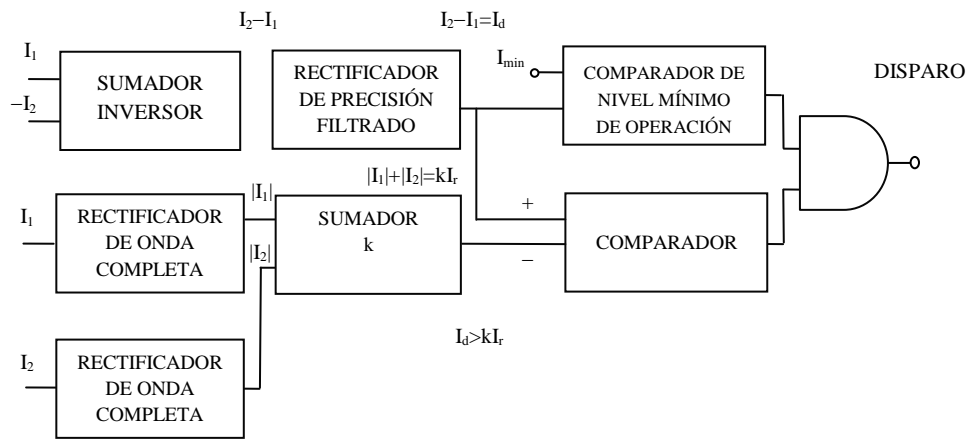 I₂−I₁
I₂−I₁=I_d
I₁
−I₂
SUMADOR
INVERSOR
RECTIFICADOR
DE PRECISIÓN
FILTRADO
I_min
COMPARADOR DE
NIVEL MÍNIMO
DE OPERACIÓN
DISPARO
|I₁|+|I₂|=kI_r
I₁
RECTIFICADOR
DE ONDA
COMPLETA
|I₁|
|I₂|
SUMADOR
k
+
−
COMPARADOR
I_d>kI_r
I₂
RECTIFICADOR
DE ONDA
COMPLETA